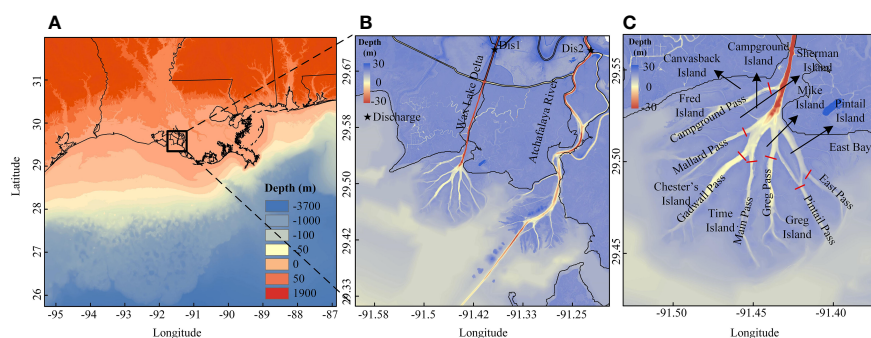 A
Latitude
32
31
30
29
28
27
26
Depth (m)
-3700
-1000
-100
-50
0
50
1900
-95 -94 -92 -91 -90 -89 -88 -87
Longitude
B
Depth (m)
30
0
-30
★ Discharge
Dis1
Dis2
Wax Lake Delta
Atchafalaya River
29.67
29.58
29.50
29.42
29.33
-91.58 -91.5 -91.42 -91.33 -91.25
Longitude
C
Depth (m)
30
0
-30
Canvasback
Island
Campground
Island
Sherman
Island
Fred
Island
Mike
Island
Pintail
Island
Campground Pass
East Bay
Mallard Pass
Chester's
Island
Gadwall Pass
Time
Island
Main Pass
Greg Pass
Greg
Island
Pintail Pass
East Pass
29.55
29.50
29.45
-91.50 -91.45 -91.40
Longitude